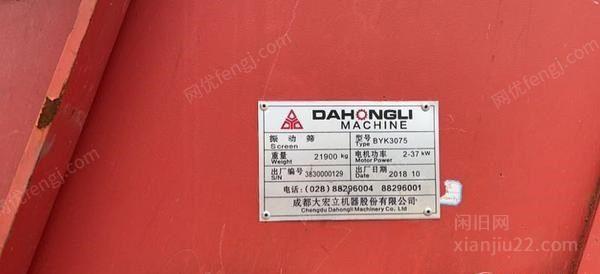 DAHONGLI
MACHINE
振动筛
Screen
型号 BYK3075
Type
重量 21900 kg
Weight
电机功率 2-37 kW
Motor Power
出厂编号 3830000129
S/N
出厂日期 2018 10
Date
电话:(028) 88296004 88296001
成都大宏立机器股份有限公司
Chengdu Dahongli Machinery Co.,Ltd
网优fengj.com
网优fengj.com
网优fengj.com
闲旧网
xianjiu22.com